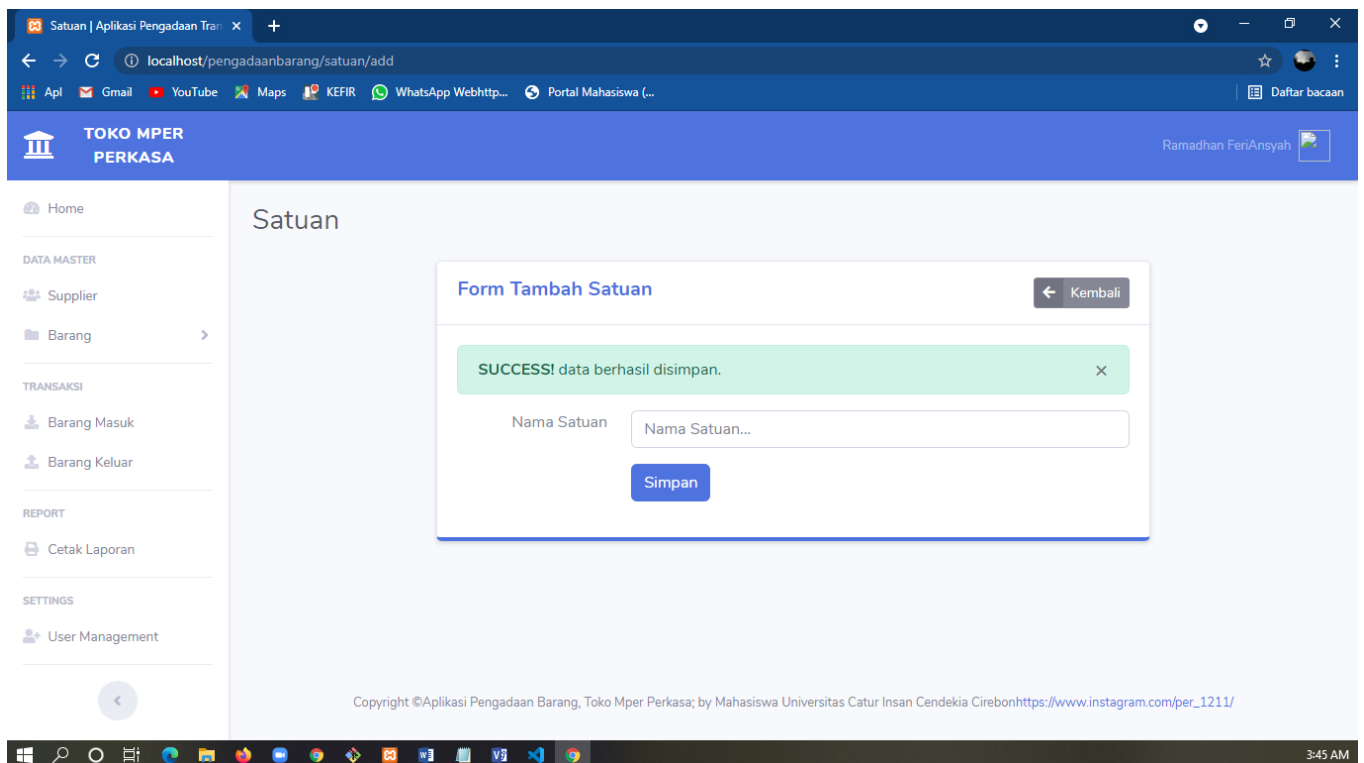 Satuan | Aplikasi Pengadaan Tran
localhost/pengadaanbarang/satuan/add
Apl Gmail YouTube Maps KEFIR WhatsApp Webhttp... Portal Mahasiswa (... Daftar bacaan
TOKO MPER
PERKASA
Ramadhan FeriAnsyah
Home
DATA MASTER
Supplier
Barang
TRANSAKSI
Barang Masuk
Barang Keluar
REPORT
Cetak Laporan
SETTINGS
User Management
Satuan
Form Tambah Satuan
Kembali
SUCCESS! data berhasil disimpan.
Nama Satuan
Nama Satuan...
Simpan
Copyright ©Aplikasi Pengadaan Barang, Toko Mper Perkasa; by Mahasiswa Universitas Catur Insan Cendekia Cirebonhttps://www.instagram.com/per_1211/
3:45 AM